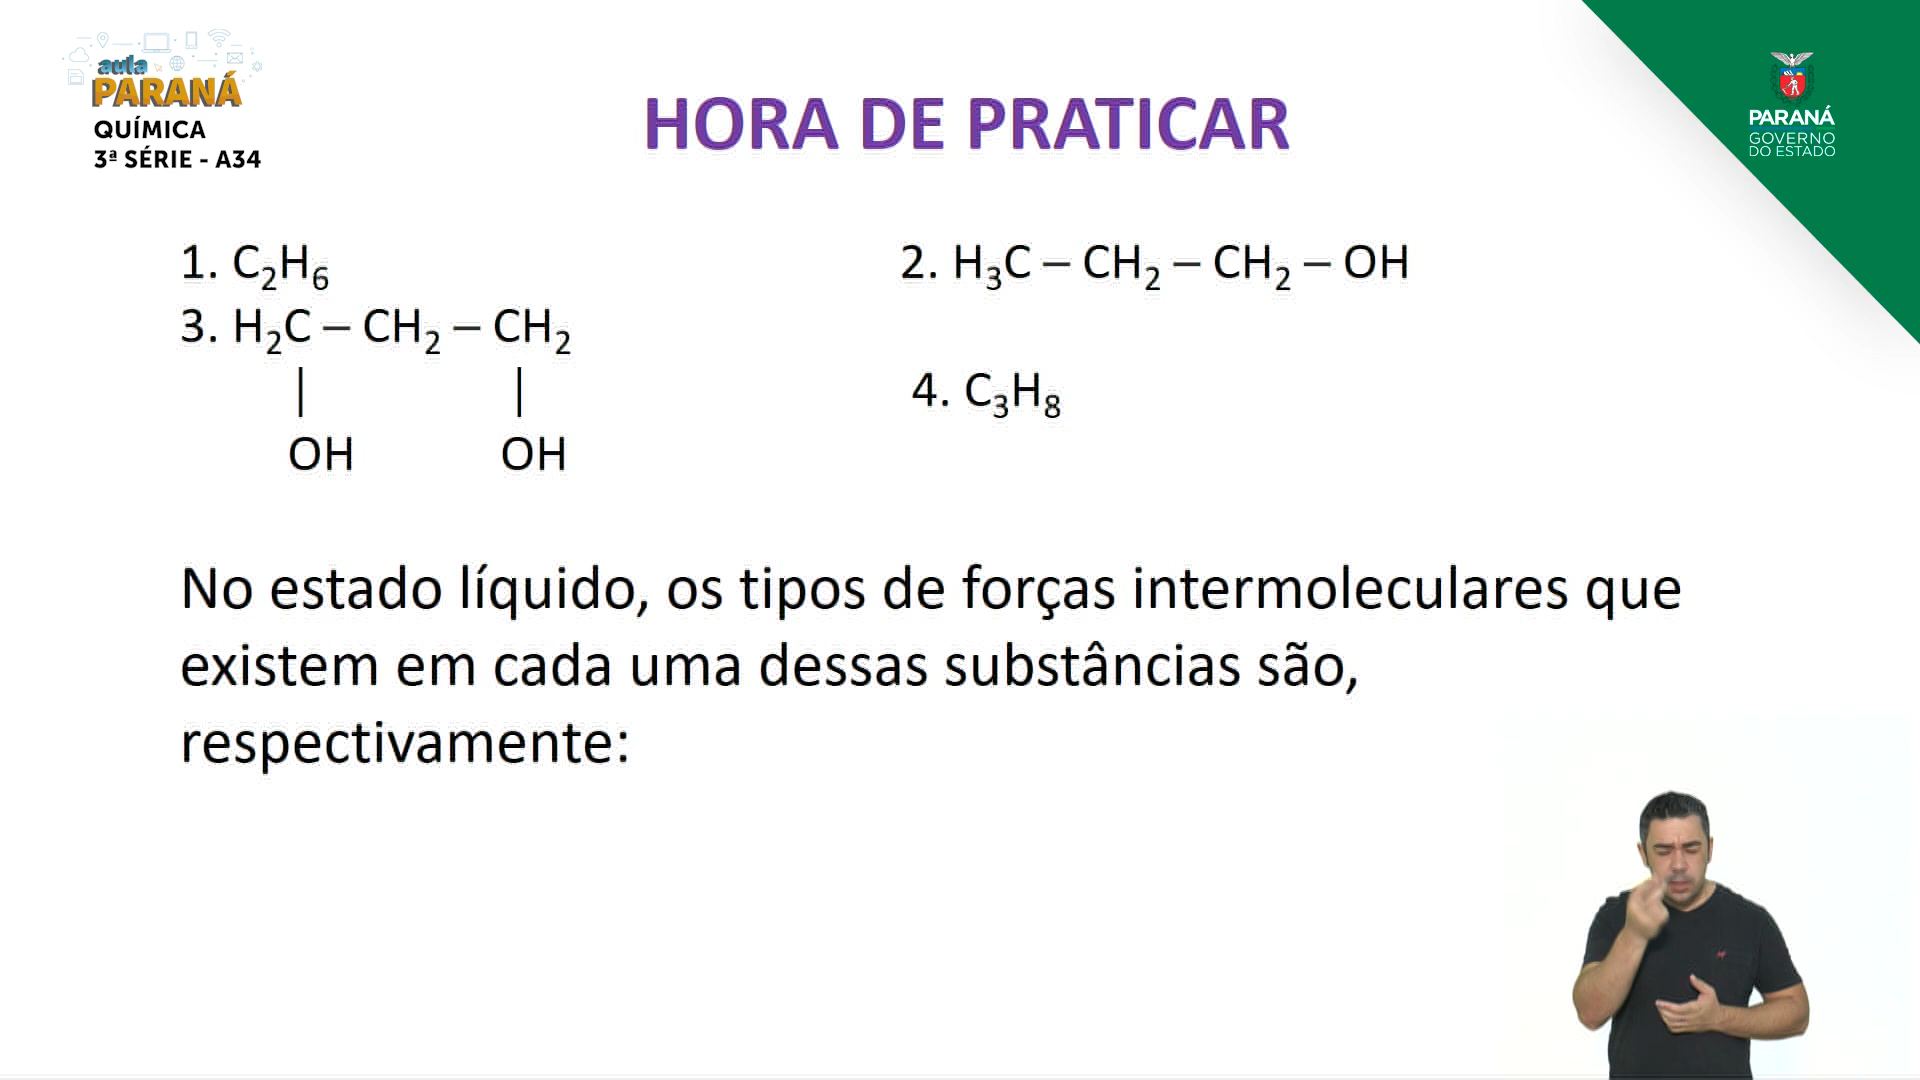 aula
PARANÁ
QUÍMICA
3ª SÉRIE - A34
HORA DE PRATICAR
PARANÁ
GOVERNO
DO ESTADO
1. C₂H₆
2. H₃C – CH₂ – CH₂ – OH
3. H₂C – CH₂ – CH₂
| |
4. C₃H₈
OH OH
No estado líquido, os tipos de forças intermoleculares que
existem em cada uma dessas substâncias são,
respectivamente: